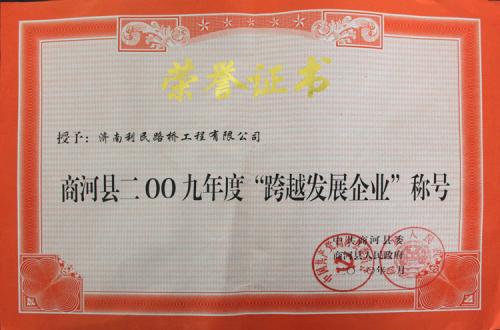 荣誉证书
授予：济南利民路桥工程有限公司
商河县二OO九年度“跨越发展企业”称号
中共商河县委
商河县人民政府